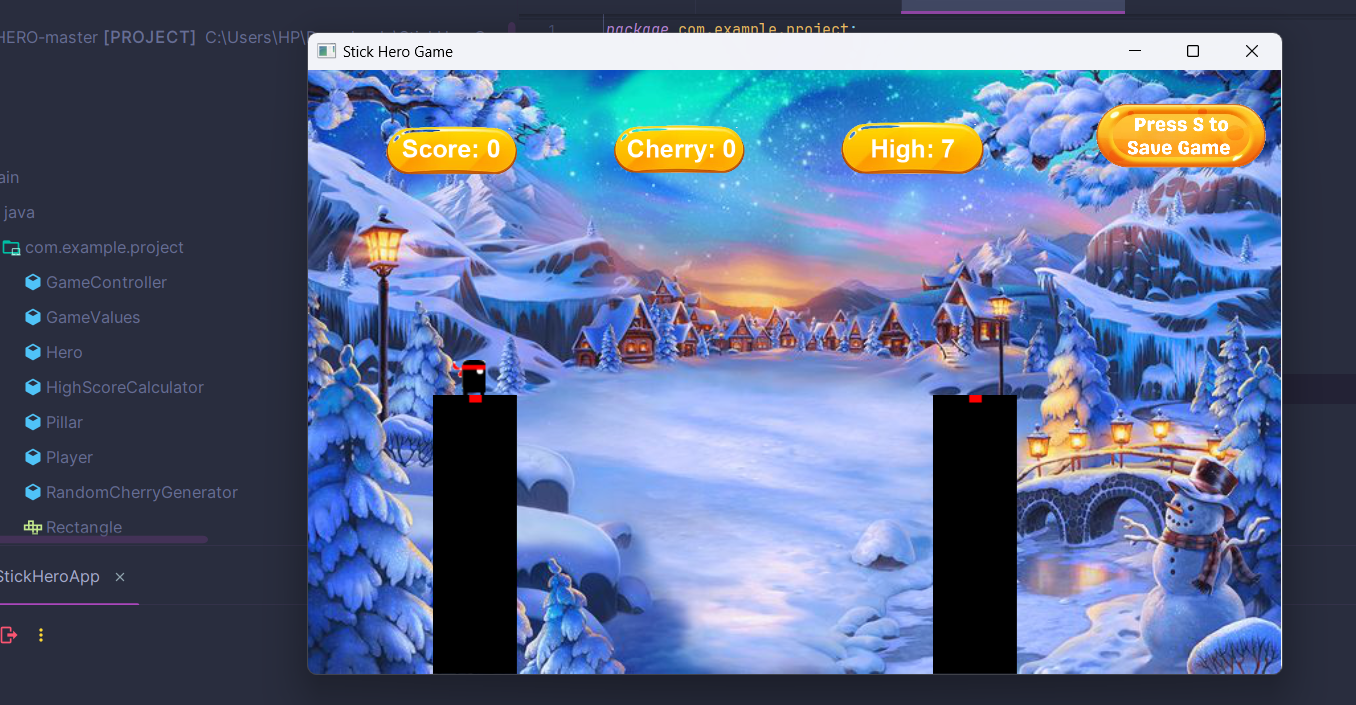 HERO-master [PROJECT] C:\Users\HP\
1 package com.example.project;
Stick Hero Game
Score: 0
Cherry: 0
High: 7
Press S to
Save Game
ain
java
com.example.project
GameController
GameValues
Hero
HighScoreCalculator
Pillar
Player
RandomCherryGenerator
Rectangle
StickHeroApp